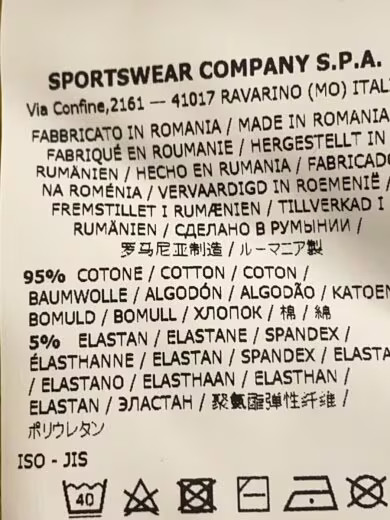 SPORTSWEAR COMPANY S.P.A.
Via Confine,2161 — 41017 RAVARINO (MO) ITAL
FABBRICATO IN ROMANIA / MADE IN ROMANIA
FABRIQUÉ EN ROUMANIE / HERGESTELLT IN
RUMÄNIEN / HECHO EN RUMANIA / FABRICADO
NA ROMÉNIA / VERVAARDIGD IN ROEMENIË /
FREMSTILLET I RUMÆNIEN / TILLVERKAD I
RUMÄNIEN / СДЕЛАНО В РУМЫНИИ /
罗马尼亚制造 / ルーマニア製
95% COTONE / COTTON / COTON /
BAUMWOLLE / ALGODÓN / ALGODÃO / KATOEN
BOMULD / BOMULL / ХЛОПОК / 棉 / 綿
5% ELASTAN / ELASTANE / SPANDEX /
ÉLASTHANNE / ELASTAN / SPANDEX / ELASTA
/ ELASTANO / ELASTHAAN / ELASTHAN /
ELASTAN / ЭЛАСТАН / 聚氨酯弹性纤维 /
ポリウレタン
ISO - JIS
40